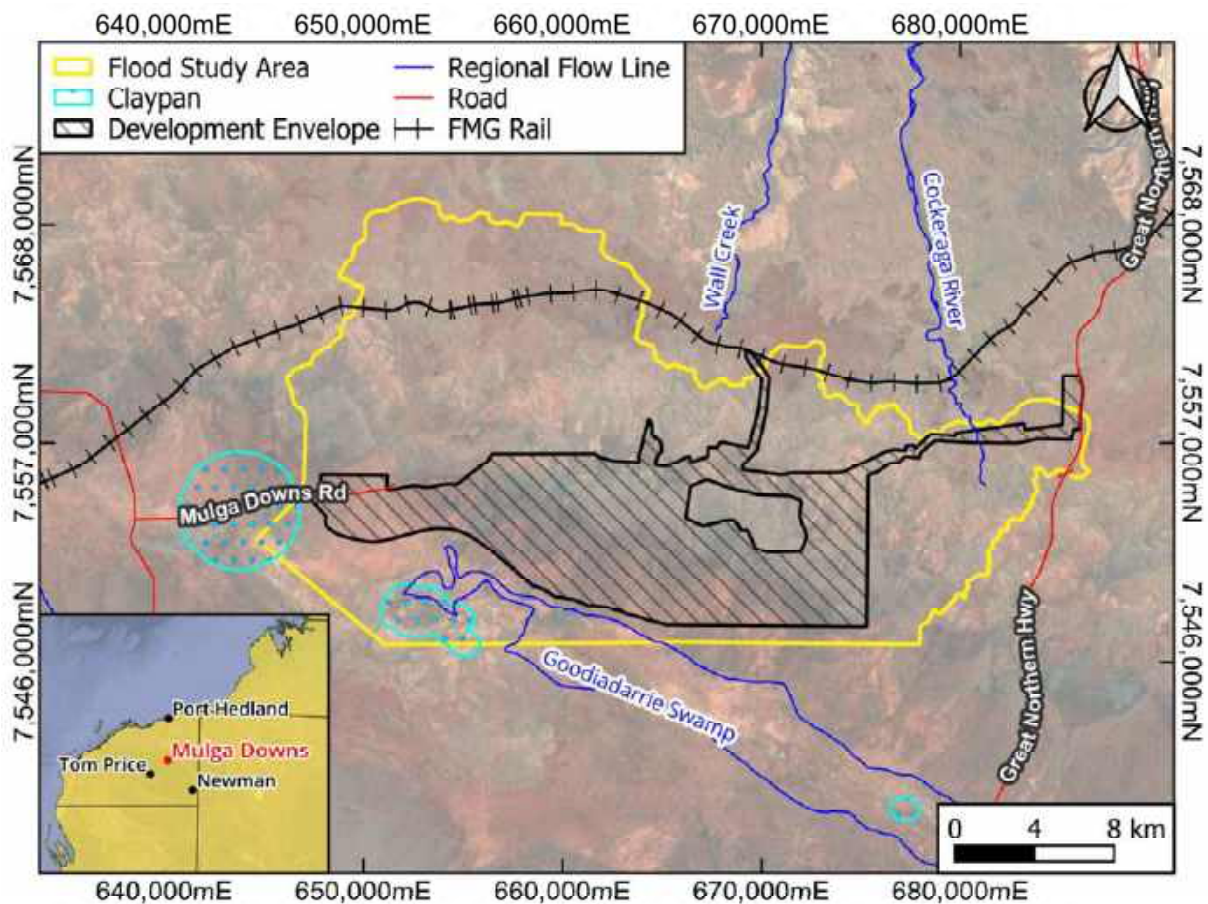 640,000mE 650,000mE 660,000mE 670,000mE 680,000mE
Flood Study Area
Claypan
Development Envelope
Regional Flow Line
Road
FMG Rail
7,568,000mN
7,557,000mN
7,546,000mN
7,568,000mN
7,557,000mN
7,546,000mN
Great Northern Hwy
Wall Creek
Cockeraga River
Mulga Downs Rd
Goodiadarrie Swamp
Great Northern Hwy
Port Hedland
Mulga Downs
Tom Price
Newman
0 4 8 km
640,000mE 650,000mE 660,000mE 670,000mE 680,000mE